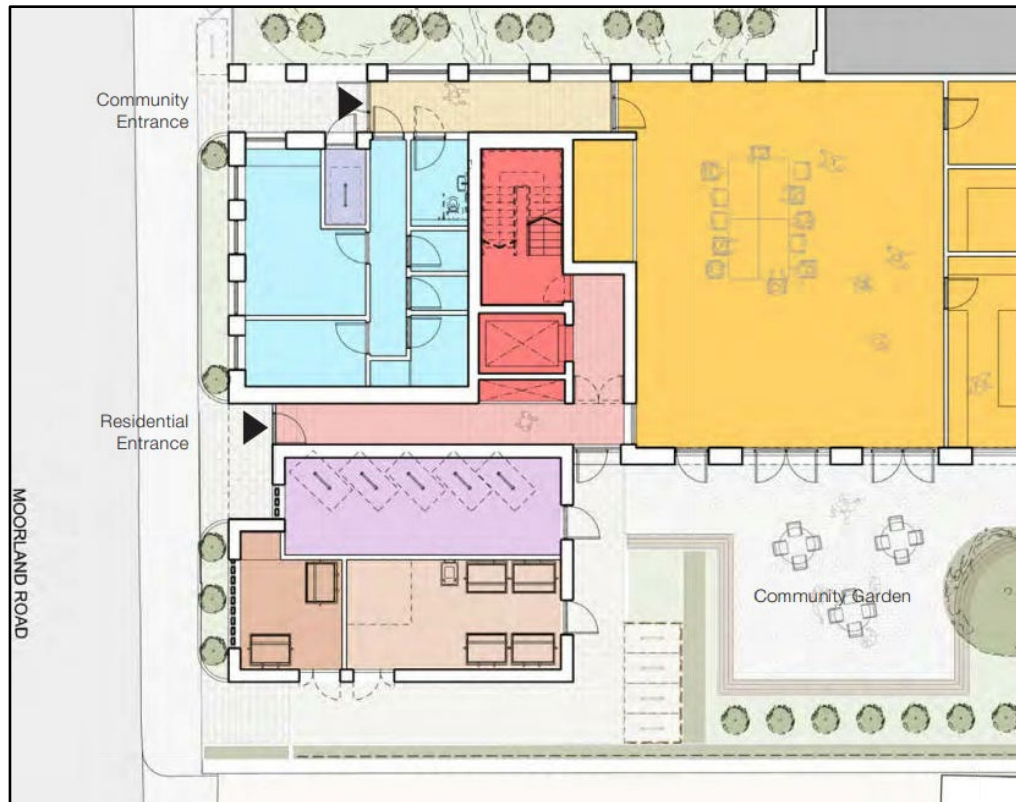 Community
Entrance
Residential
Entrance
MOORLAND ROAD
Community Garden